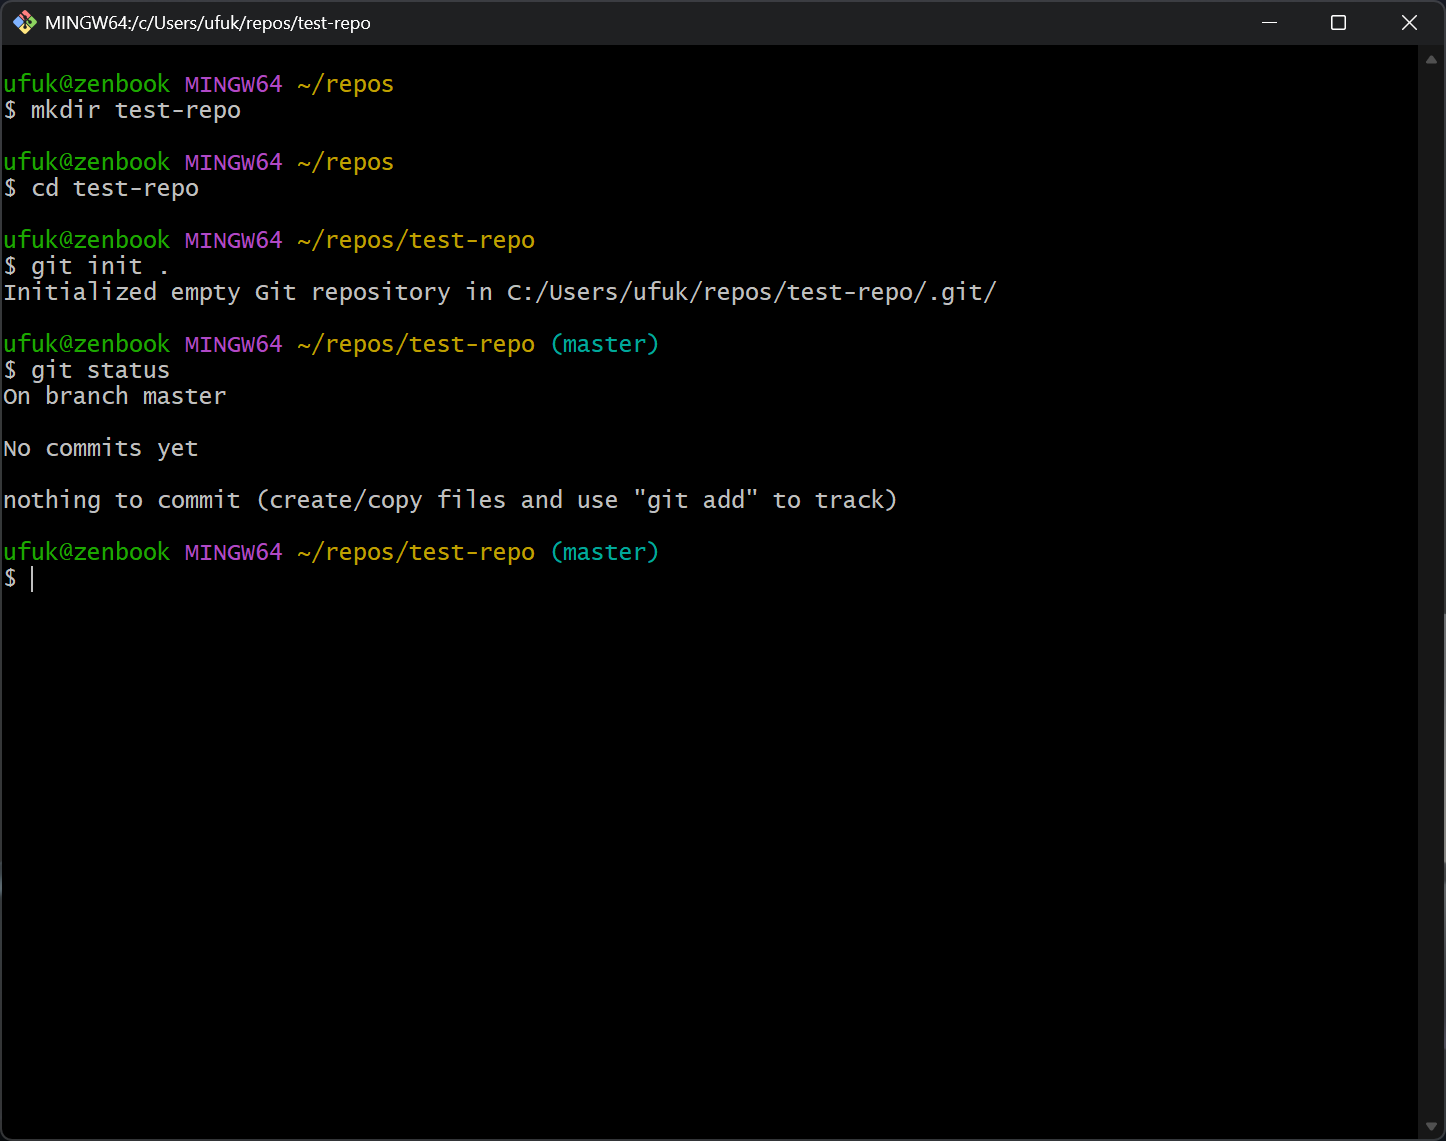 MINGW64:/c/Users/ufuk/repos/test-repo
ufuk@zenbook MINGW64 ~/repos
$ mkdir test-repo
ufuk@zenbook MINGW64 ~/repos
$ cd test-repo
ufuk@zenbook MINGW64 ~/repos/test-repo
$ git init .
Initialized empty Git repository in C:/Users/ufuk/repos/test-repo/.git/
ufuk@zenbook MINGW64 ~/repos/test-repo (master)
$ git status
On branch master
No commits yet
nothing to commit (create/copy files and use "git add" to track)
ufuk@zenbook MINGW64 ~/repos/test-repo (master)
$